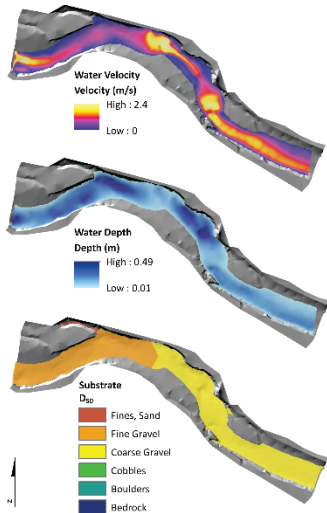 Water Velocity
Velocity (m/s)
High : 2.4
Low : 0
Water Depth
Depth (m)
High : 0.49
Low : 0.01
Substrate
D50
Fines, Sand
Fine Gravel
Coarse Gravel
Cobbles
Boulders
Bedrock
N